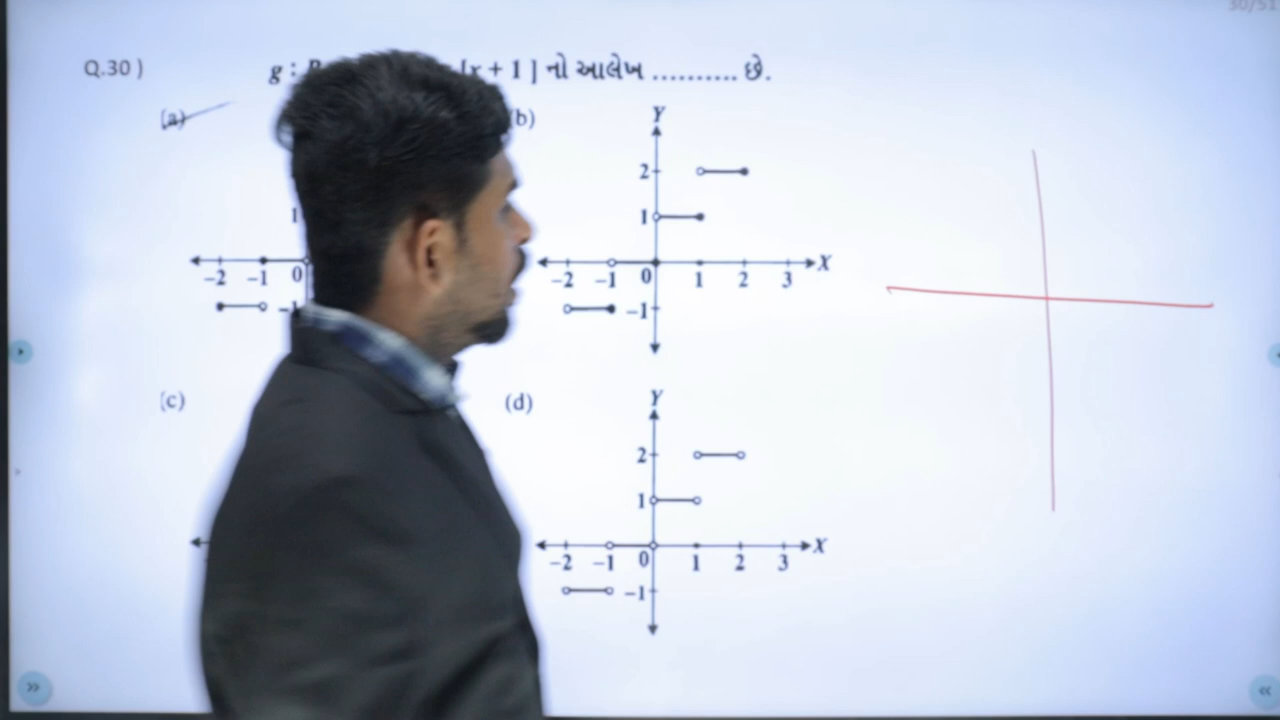 Q.30 ) g : [x + 1 ] નો આલેખ .......... છે.
(a)
1
-2 -1 0
(b)
Y
2
1
-2 -1 0 1 2 3 X
-1
(c)
(d)
Y
2
1
-2 -1 0 1 2 3 X
-1